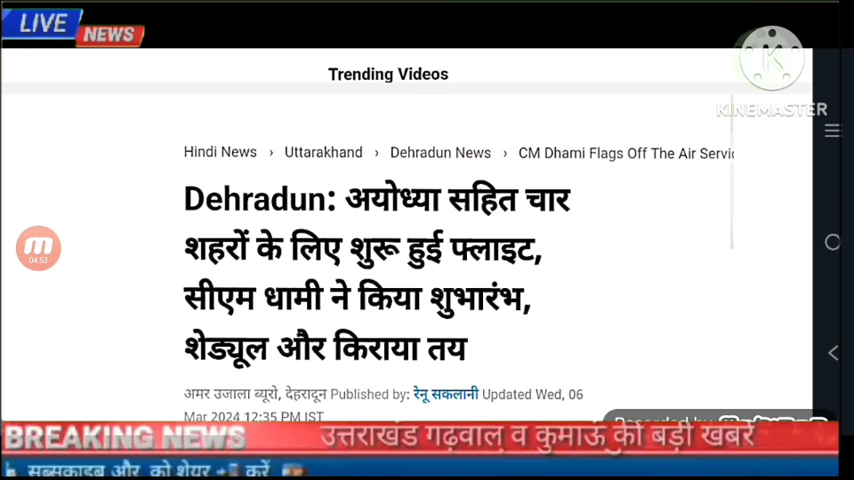 LIVE
NEWS
Trending Videos
KINEMASTER
Hindi News › Uttarakhand › Dehradun News › CM Dhami Flags Off The Air Servic
Dehradun: अयोध्या सहित चार
शहरों के लिए शुरू हुई फ्लाइट,
सीएम धामी ने किया शुभारंभ,
शेड्यूल और किराया तय
04:53
अमर उजाला ब्यूरो, देहरादून Published by: रेनू सकलानी Updated Wed, 06
Mar 2024 12:35 PM IST
Recorded by
BREAKING NEWS
उत्तराखंड गढ़वाल व कुमाऊं की बड़ी खबरें
सब्सक्राइब और को शेयर करें